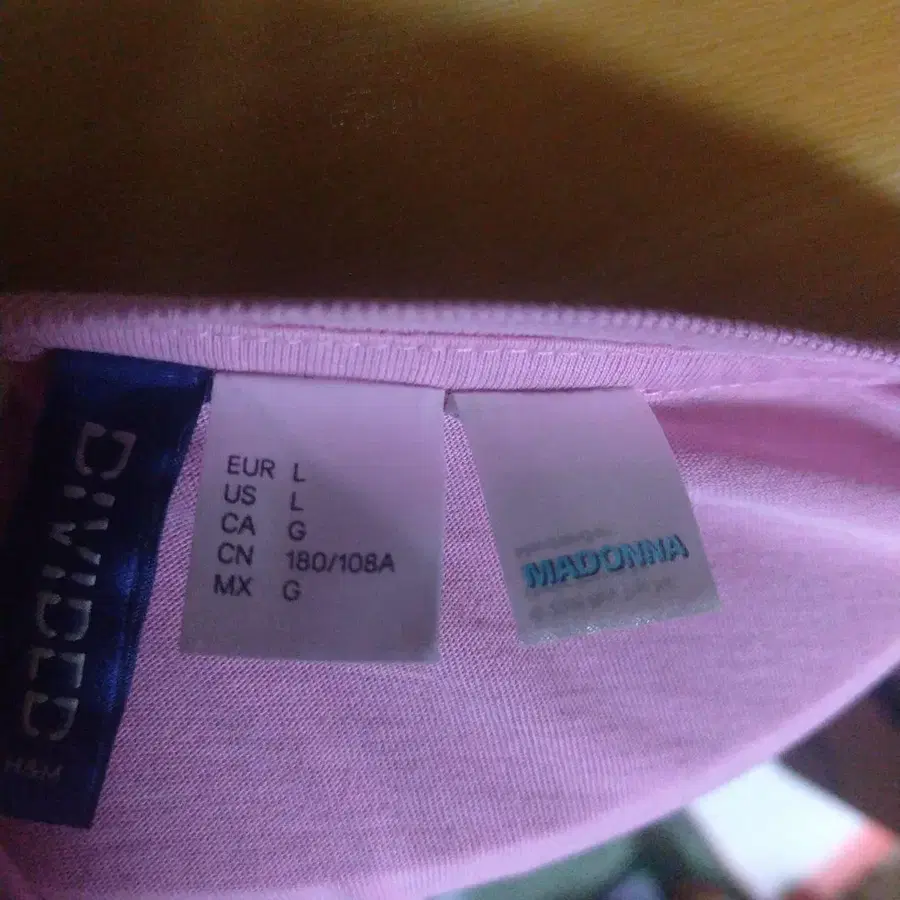 DIVIDED
H&M
EUR L
US L
CA G
CN 180/108A
MX G
MADONNA